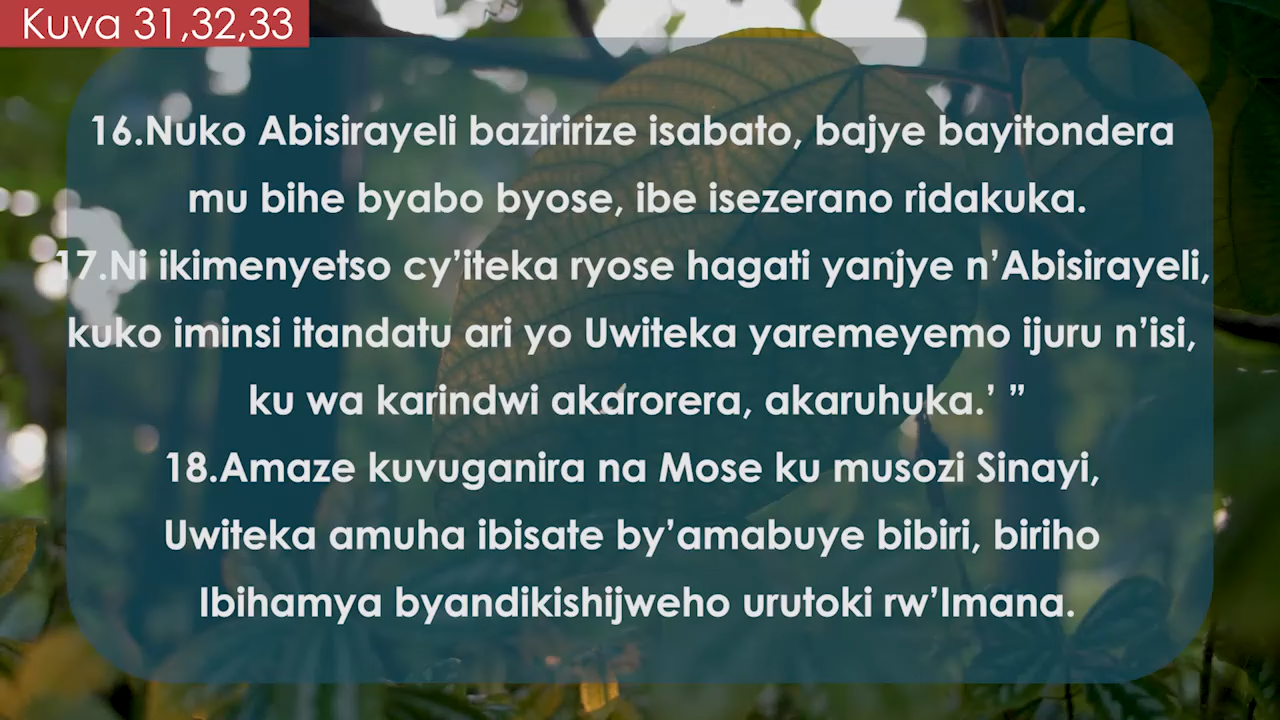 Kuva 31,32,33
16.Nuko Abisirayeli baziririze isabato, bajye bayitondera
mu bihe byabo byose, ibe isezerano ridakuka.
17.Ni ikimenyetso cy’iteka ryose hagati yanjye n’Abisirayeli,
kuko iminsi itandatu ari yo Uwiteka yaremeyemo ijuru n’isi,
ku wa karindwi akarorera, akaruhuka.’ ”
18.Amaze kuvuganira na Mose ku musozi Sinayi,
Uwiteka amuha ibisate by’amabuye bibiri, biriho
Ibihamya byandikishijweho urutoki rw’Imana.